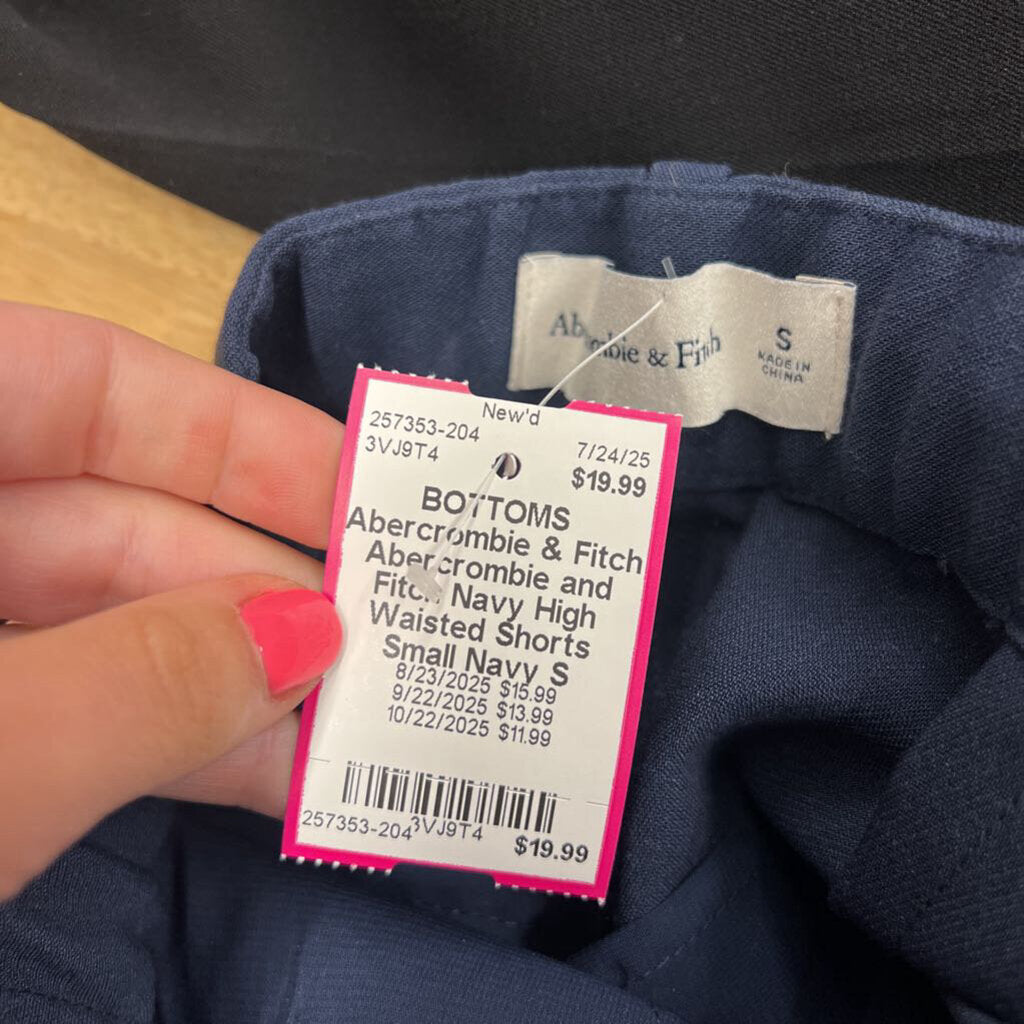 Abercrombie & Fitch
S
MADE IN
CHINA
New'd
257353-204
3VJ9T4
7/24/25
$19.99
BOTTOMS
Abercrombie & Fitch
Abercrombie and
Fitch Navy High
Waisted Shorts
Small Navy S
8/23/2025 $15.99
9/22/2025 $13.99
10/22/2025 $11.99
257353-204 3VJ9T4
$19.99